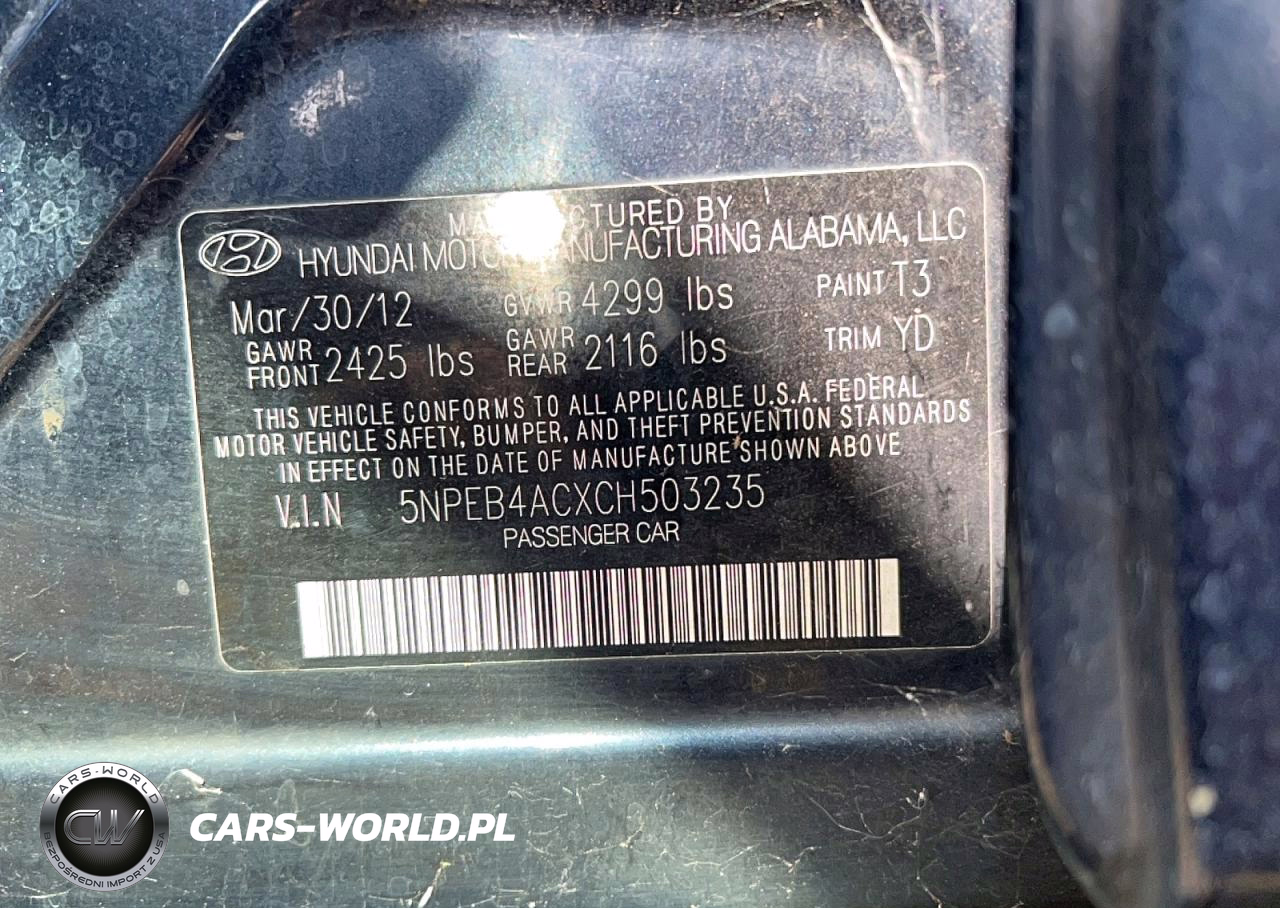 MANUFACTURED BY
HYUNDAI MOTOR MANUFACTURING ALABAMA, LLC
Mar/30/12 GVWR 4299 lbs PAINT T3
GAWR FRONT 2425 lbs GAWR REAR 2116 lbs TRIM YD
THIS VEHICLE CONFORMS TO ALL APPLICABLE U.S.A. FEDERAL
MOTOR VEHICLE SAFETY, BUMPER, AND THEFT PREVENTION STANDARDS
IN EFFECT ON THE DATE OF MANUFACTURE SHOWN ABOVE
V.I.N 5NPEB4ACXCH503235
PASSENGER CAR
CARS-WORLD
CW
BEZPOŚREDNI IMPORT Z USA
CARS-WORLD.PL